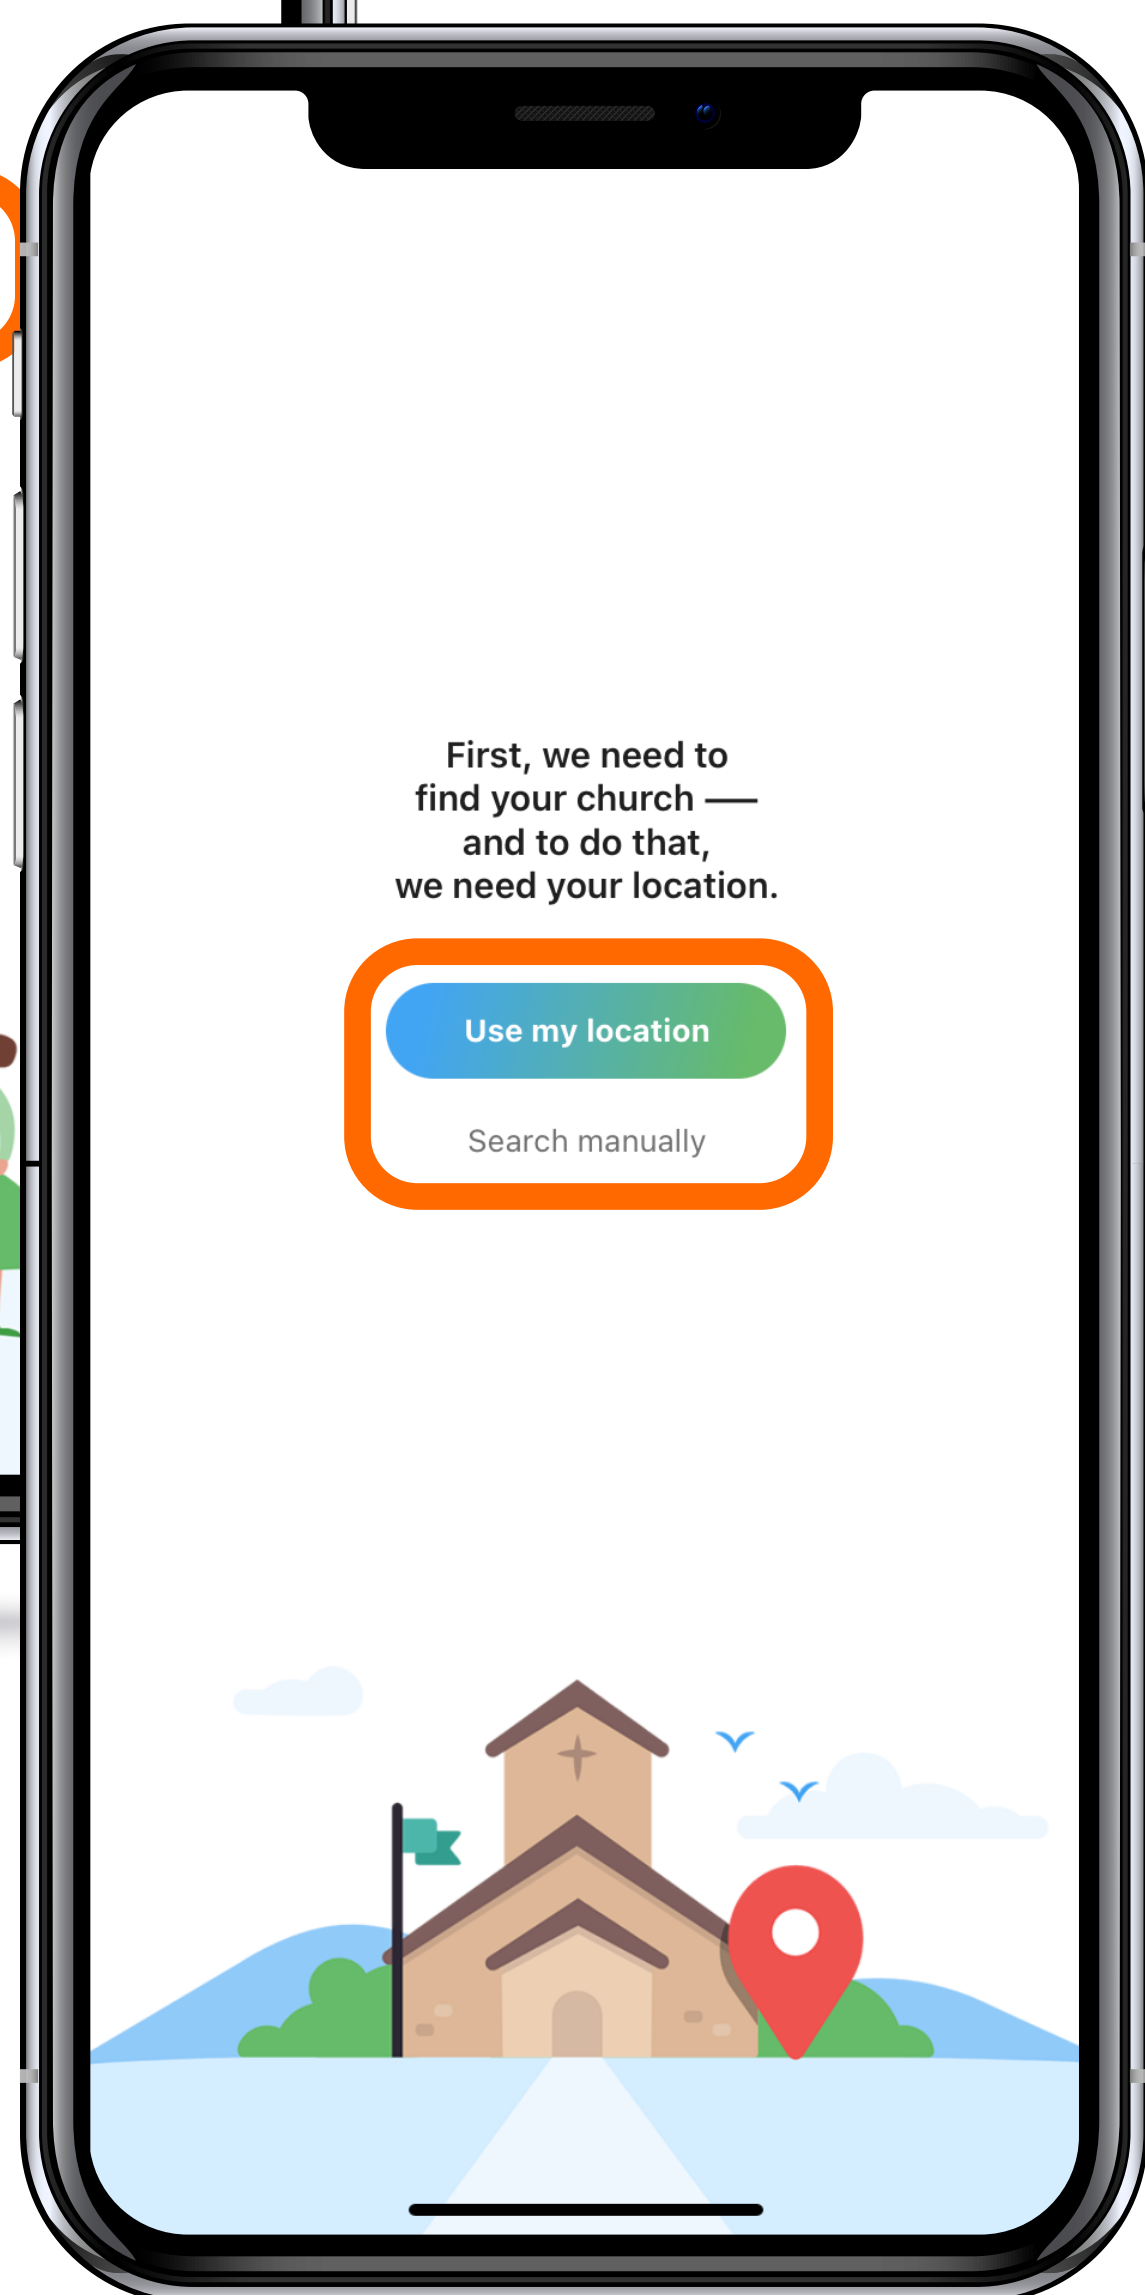 First, we need to
find your church —
and to do that,
we need your location.
Use my location
Search manually